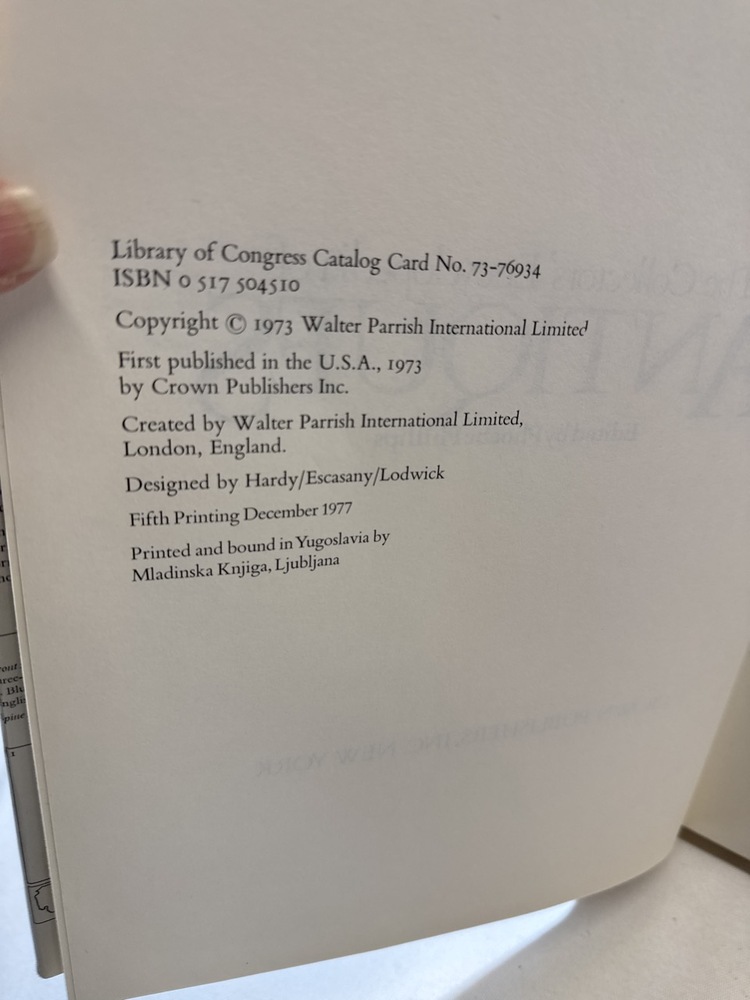 Library of Congress Catalog Card No. 73-76934
ISBN 0 517 504510
Copyright © 1973 Walter Parrish International Limited
First published in the U.S.A., 1973
by Crown Publishers Inc.
Created by Walter Parrish International Limited,
London, England.
Designed by Hardy/Escasany/Lodwick
Fifth Printing December 1977
Printed and bound in Yugoslavia by
Mladinska Knjiga, Ljubljana